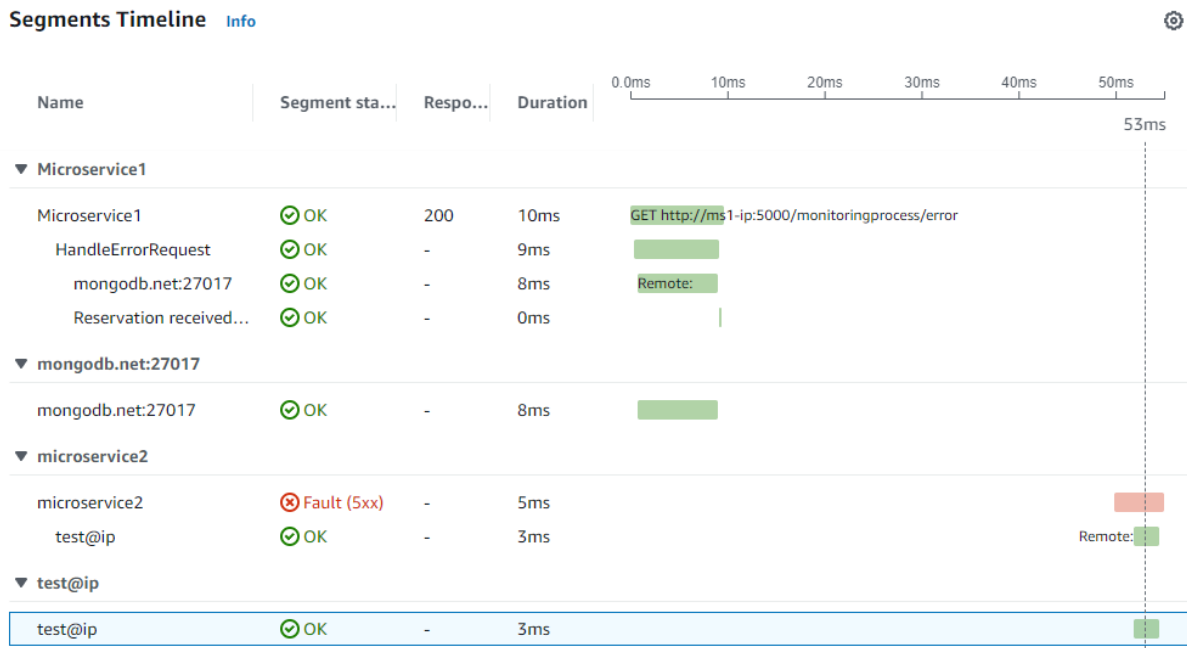 Segments Timeline Info
0.0ms 10ms 20ms 30ms 40ms 50ms
Name Segment sta... Respo... Duration
53ms
Microservice1
Microservice1 OK 200 10ms GET http://ms1-ip:5000/monitoringprocess/error
HandleErrorRequest OK - 9ms
mongodb.net:27017 OK - 8ms Remote:
Reservation received... OK - 0ms
mongodb.net:27017
mongodb.net:27017 OK - 8ms
microservice2
microservice2 Fault (5xx) - 5ms
test@ip OK - 3ms Remote:
test@ip
test@ip OK - 3ms